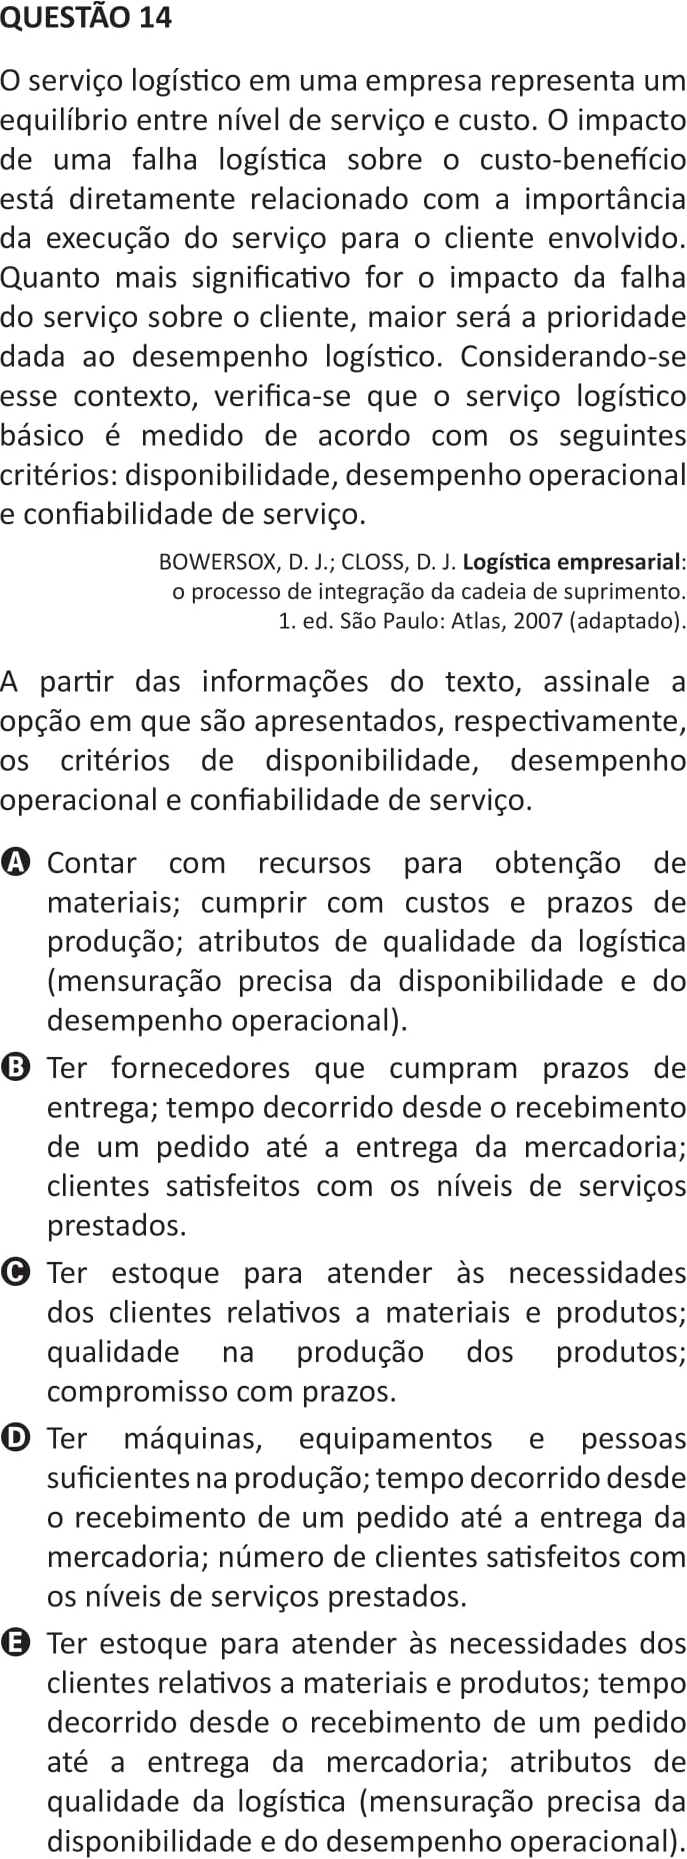 QUESTÃO 14
O serviço logístico em uma empresa representa um
equilíbrio entre nível de serviço e custo. O impacto
de uma falha logística sobre o custo-benefício
está diretamente relacionado com a importância
da execução do serviço para o cliente envolvido.
Quanto mais significativo for o impacto da falha
do serviço sobre o cliente, maior será a prioridade
dada ao desempenho logístico. Considerando-se
esse contexto, verifica-se que o serviço logístico
básico é medido de acordo com os seguintes
critérios: disponibilidade, desempenho operacional
e confiabilidade de serviço.
BOWERSOX, D. J.; CLOSS, D. J. Logística empresarial:
o processo de integração da cadeia de suprimento.
1. ed. São Paulo: Atlas, 2007 (adaptado).
A partir das informações do texto, assinale a
opção em que são apresentados, respectivamente,
os critérios de disponibilidade, desempenho
operacional e confiabilidade de serviço.
A Contar com recursos para obtenção de
materiais; cumprir com custos e prazos de
produção; atributos de qualidade da logística
(mensuração precisa da disponibilidade e do
desempenho operacional).
B Ter fornecedores que cumpram prazos de
entrega; tempo decorrido desde o recebimento
de um pedido até a entrega da mercadoria;
clientes satisfeitos com os níveis de serviços
prestados.
C Ter estoque para atender às necessidades
dos clientes relativos a materiais e produtos;
qualidade na produção dos produtos;
compromisso com prazos.
D Ter máquinas, equipamentos e pessoas
suficientes na produção; tempo decorrido desde
o recebimento de um pedido até a entrega da
mercadoria; número de clientes satisfeitos com
os níveis de serviços prestados.
E Ter estoque para atender às necessidades dos
clientes relativos a materiais e produtos; tempo
decorrido desde o recebimento de um pedido
até a entrega da mercadoria; atributos de
qualidade da logística (mensuração precisa da
disponibilidade e do desempenho operacional).